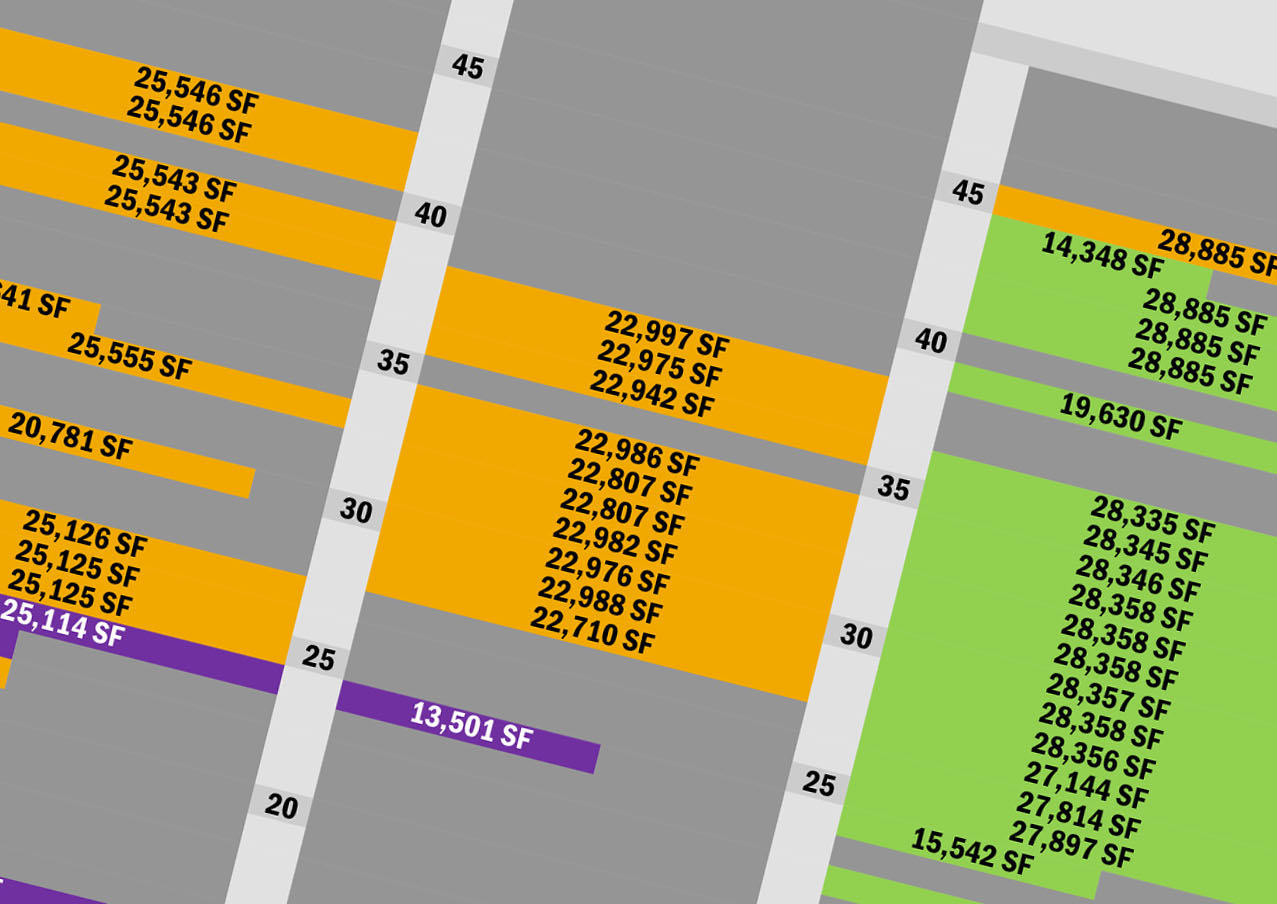 45
25,546 SF
25,546 SF
25,543 SF
25,543 SF
40
41 SF
25,555 SF
35
20,781 SF
30
25,126 SF
25,125 SF
25,125 SF
25,114 SF
25
20
22,997 SF
22,975 SF
22,942 SF
22,986 SF
22,807 SF
22,807 SF
22,982 SF
22,976 SF
22,988 SF
22,710 SF
13,501 SF
45
40
35
30
25
28,885 SF
14,348 SF
28,885 SF
28,885 SF
28,885 SF
19,630 SF
28,335 SF
28,345 SF
28,346 SF
28,358 SF
28,358 SF
28,358 SF
28,357 SF
28,358 SF
28,356 SF
27,144 SF
27,814 SF
27,897 SF
15,542 SF